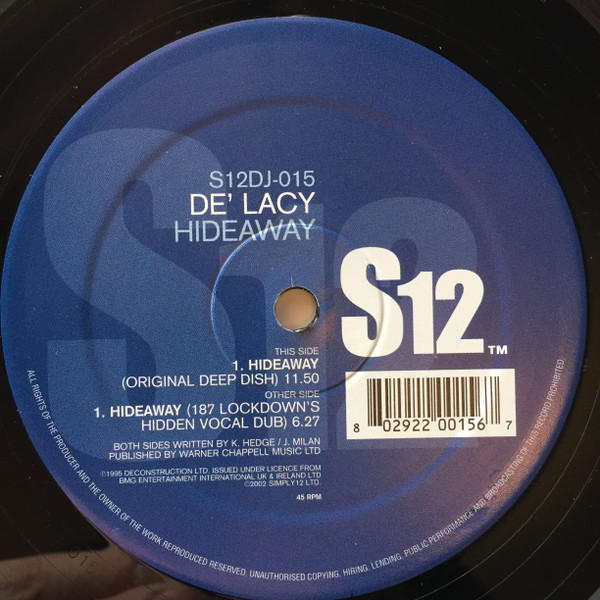 S12DJ-015
DE' LACY
HIDEAWAY
S12
S12 ™
THIS SIDE
1. HIDEAWAY
(ORIGINAL DEEP DISH) 11.50
OTHER SIDE
1. HIDEAWAY (187 LOCKDOWN'S
HIDDEN VOCAL DUB) 6.27
BOTH SIDES WRITTEN BY K. HEDGE / J. MILAN
PUBLISHED BY WARNER CHAPPELL MUSIC LTD
℗1995 DECONSTRUCTION LTD. ISSUED UNDER LICENCE FROM
BMG ENTERTAINMENT INTERNATIONAL UK & IRELAND LTD
©2002 SIMPLY12 LTD.
45 RPM
8 02922 00156 7
ALL RIGHTS OF THE PRODUCER AND THE OWNER OF THE WORK REPRODUCED RESERVED. UNAUTHORISED COPYING, HIRING, LENDING, PUBLIC PERFORMANCE AND BROADCASTING OF THIS RECORD PROHIBITED.